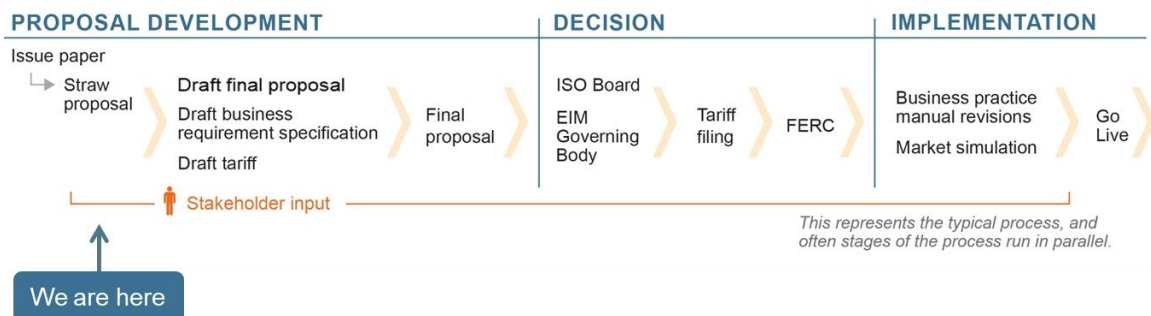 PROPOSAL DEVELOPMENT
DECISION
IMPLEMENTATION
Issue paper
Straw
proposal
Draft final proposal
Draft business
requirement specification
Draft tariff
Final
proposal
ISO Board
EIM
Governing
Body
Tariff
filing
FERC
Business practice
manual revisions
Market simulation
Go
Live
Stakeholder input
This represents the typical process, and
often stages of the process run in parallel.
We are here